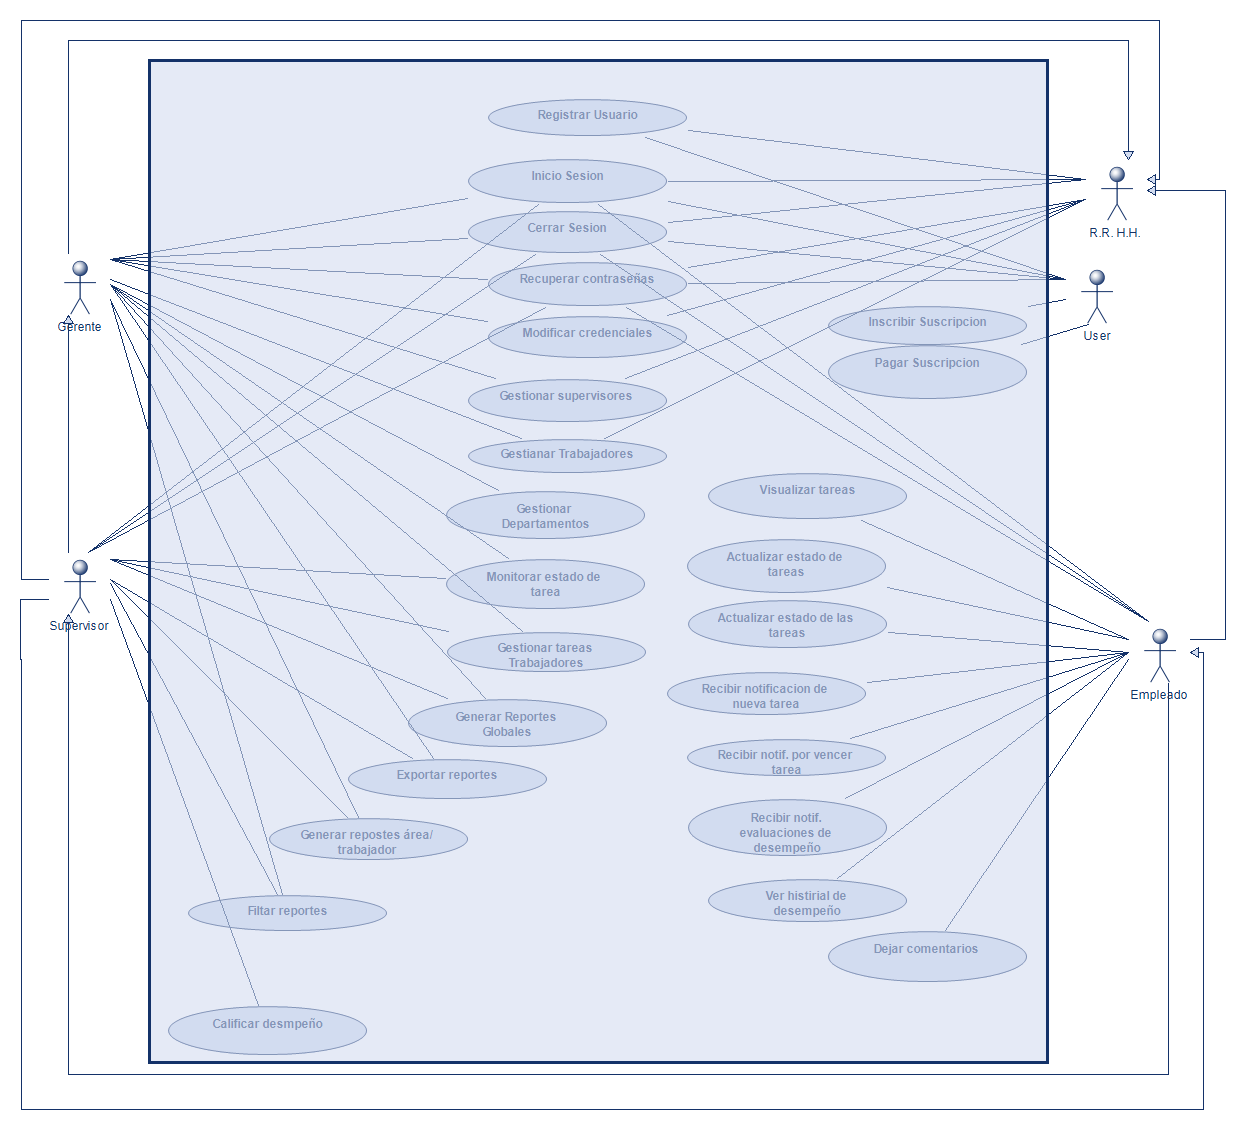 Registrar Usuario
Inicio Sesion
Cerrar Sesion
R.R. H.H.
Recuperar contraseñas
Gerente
Modificar credenciales
Inscribir Suscripcion
User
Pagar Suscripcion
Gestionar supervisores
Gestianar Trabajadores
Visualizar tareas
Gestionar
Departamentos
Actualizar estado de
tareas
Monitorar estado de
tarea
Supervisor
Actualizar estado de las
tareas
Gestionar tareas
Trabajadores
Recibir notificacion de
nueva tarea
Empleado
Generar Reportes
Globales
Recibir notif. por vencer
tarea
Exportar reportes
Recibir notif.
evaluaciones de
desempeño
Generar repostes área/
trabajador
Ver histirial de
desempeño
Filtar reportes
Dejar comentarios
Calificar desmpeño